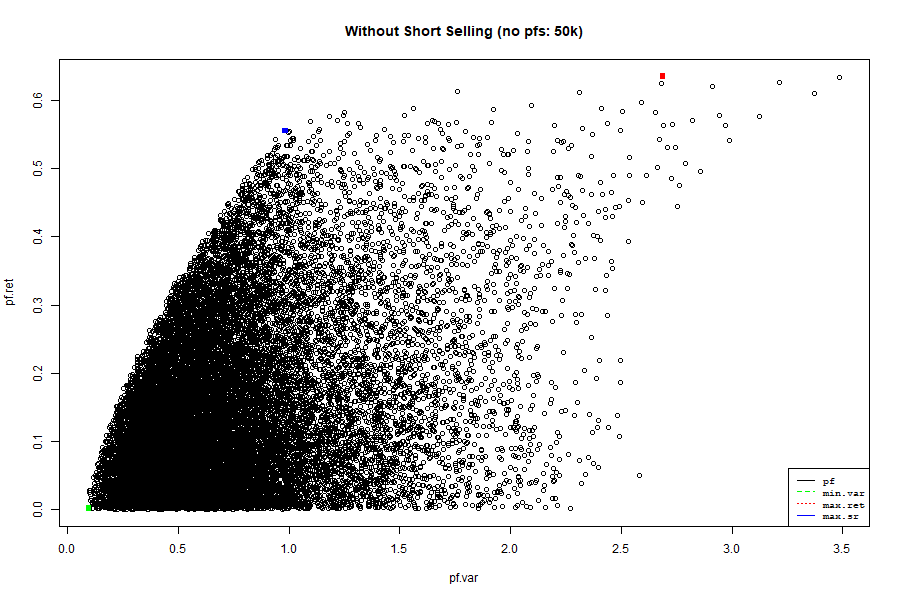 Without Short Selling (no pfs: 50k)
pf.ret
0.6
0.5
0.4
0.3
0.2
0.1
0.0
pf
min.var
max.ret
max.sr
0.0 0.5 1.0 1.5 2.0 2.5 3.0 3.5
pf.var